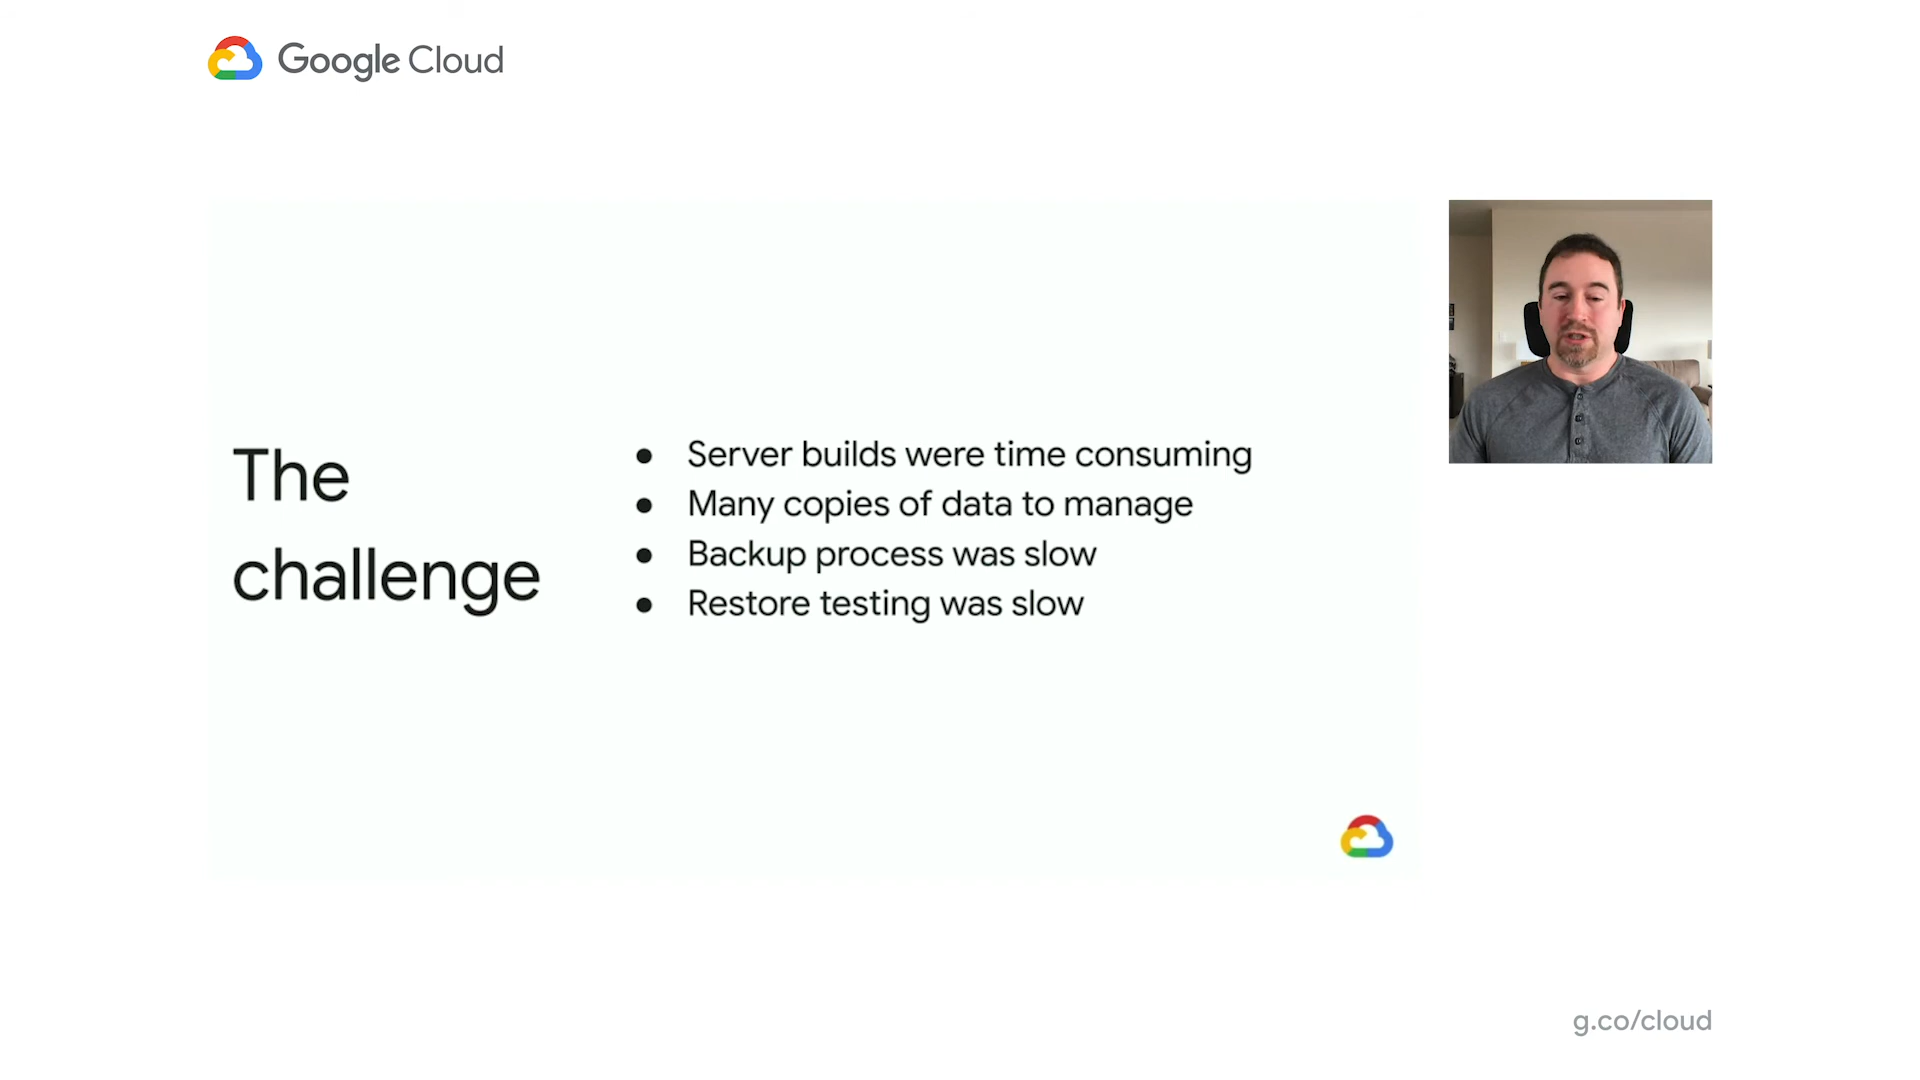 Google Cloud
The
challenge
● Server builds were time consuming
● Many copies of data to manage
● Backup process was slow
● Restore testing was slow
g.co/cloud